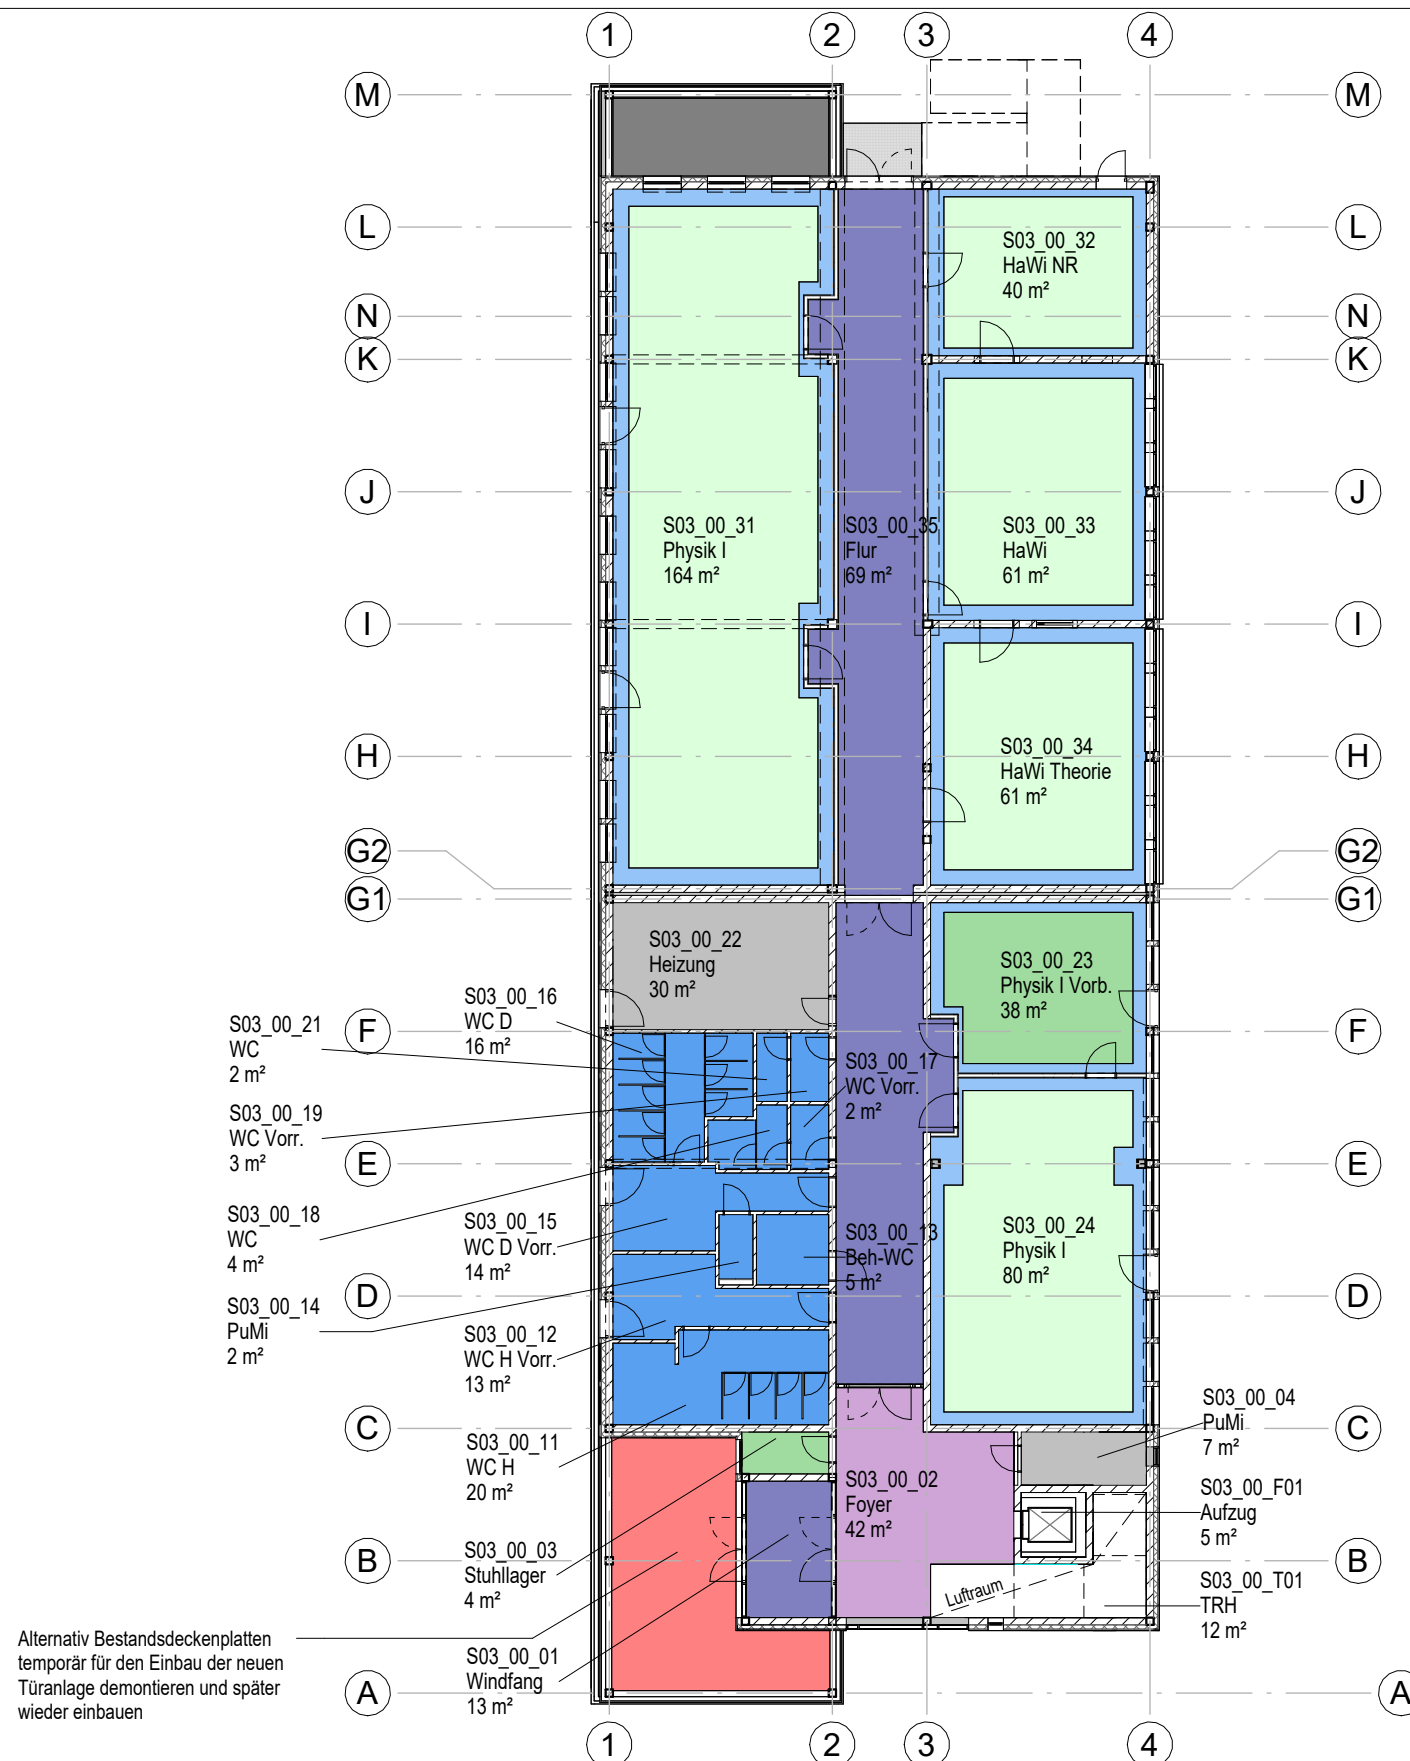 1
2
3
4
M
M
L
L
S03_00_32
HaWi NR
40 m²
N
N
K
K
J
J
S03_00_31
Physik I
164 m²
S03_00_35
Flur
69 m²
S03_00_33
HaWi
61 m²
I
I
S03_00_34
HaWi Theorie
61 m²
H
H
G2
G2
G1
G1
S03_00_22
Heizung
30 m²
S03_00_23
Physik I Vorb.
38 m²
S03_00_16
WC D
16 m²
S03_00_21
WC
2 m²
F
F
S03_00_17
WC Vorr.
2 m²
S03_00_19
WC Vorr.
3 m²
E
E
S03_00_18
WC
4 m²
S03_00_15
WC D Vorr.
14 m²
S03_00_13
Beh-WC
5 m²
S03_00_24
Physik I
80 m²
D
D
S03_00_14
PuMi
2 m²
S03_00_12
WC H Vorr.
13 m²
S03_00_04
PuMi
7 m²
C
C
S03_00_11
WC H
20 m²
S03_00_02
Foyer
42 m²
S03_00_F01
Aufzug
5 m²
S03_00_03
Stuhllager
4 m²
B
B
Luftraum
S03_00_T01
TRH
12 m²
Alternativ Bestandsdeckenplatten
temporär für den Einbau der neuen
Türanlage demontieren und später
wieder einbauen
S03_00_01
Windfang
13 m²
A
A
1
2
3
4